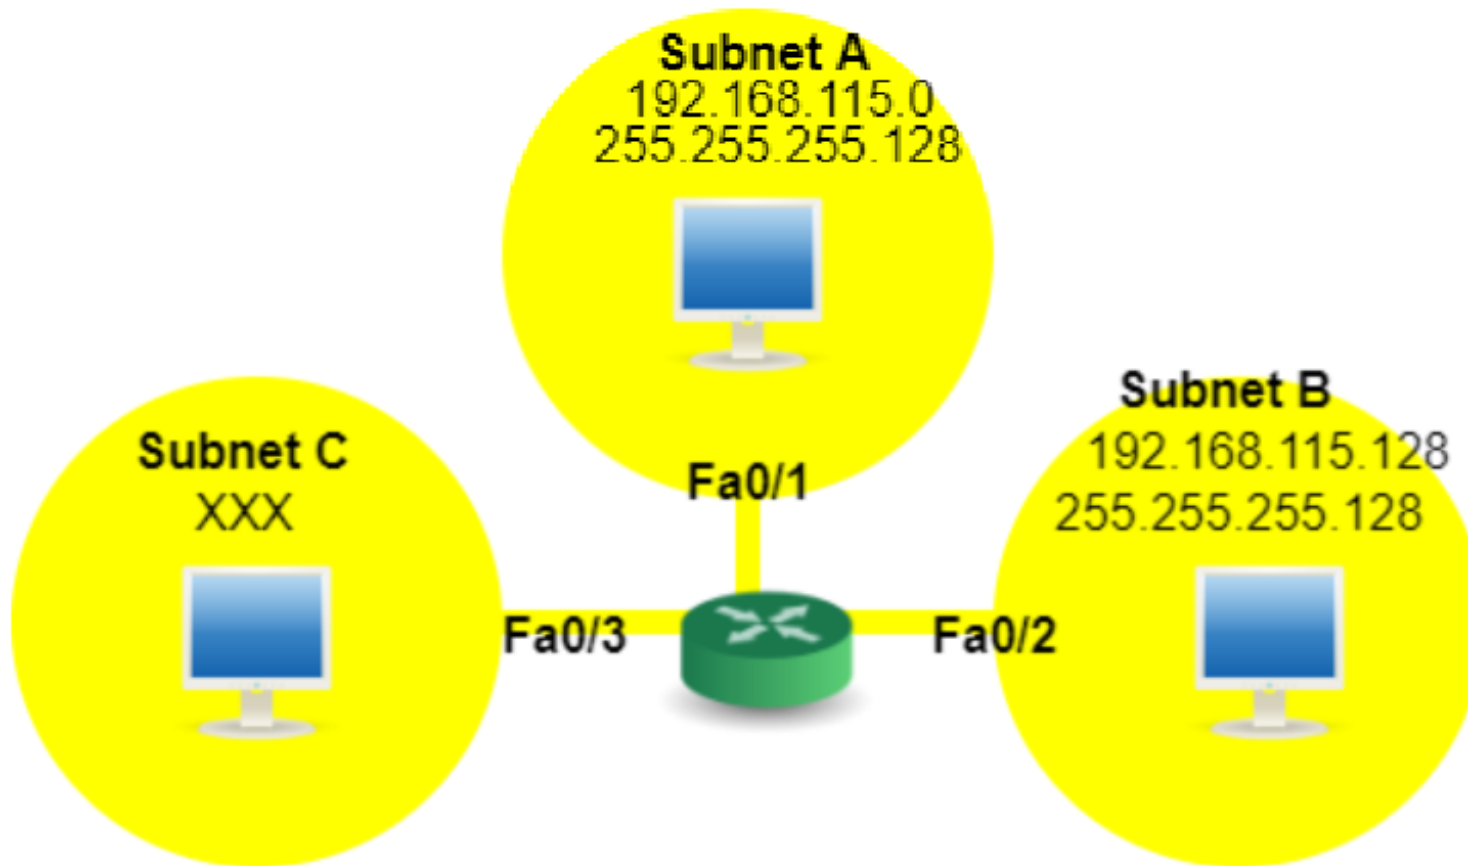 Subnet A
192.168.115.0
255.255.255.128
Subnet B
192.168.115.128
255.255.255.128
Subnet C
XXX
Fa0/1
Fa0/3
Fa0/2